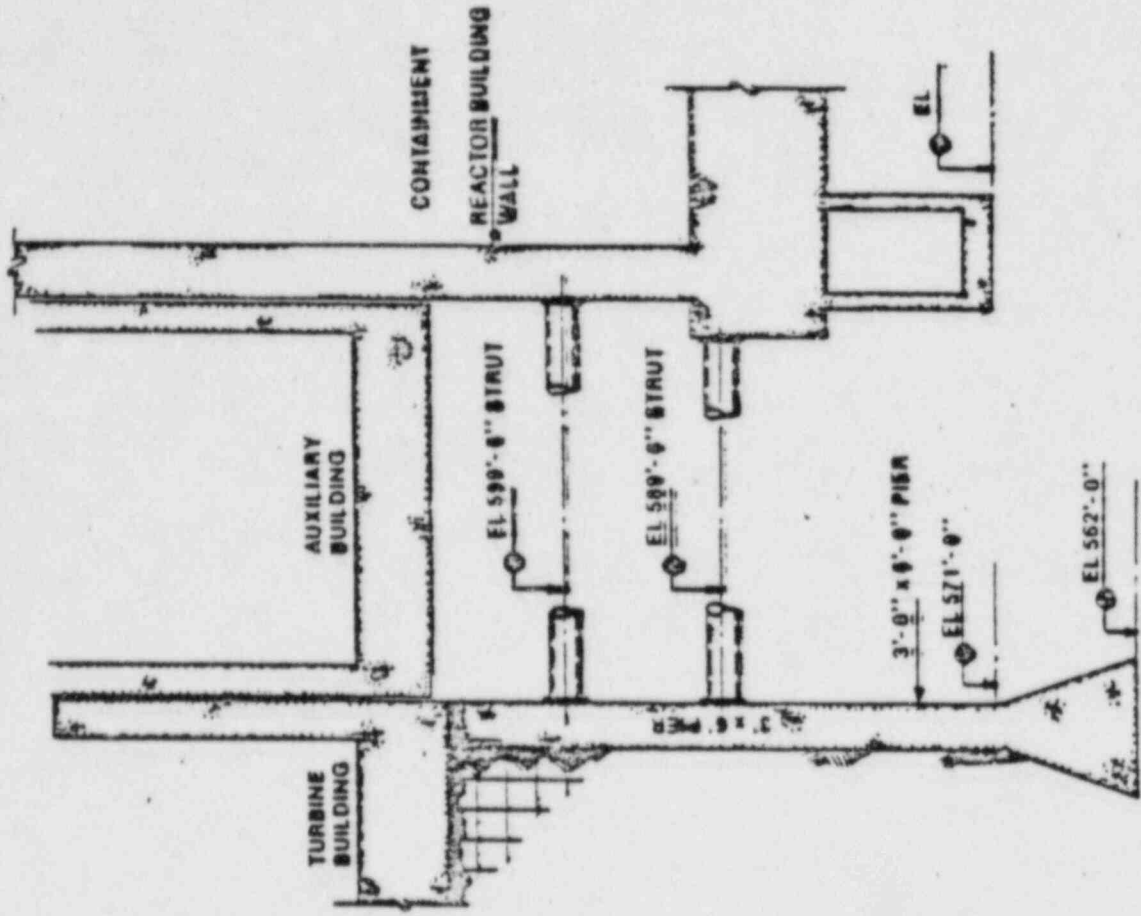 CONTAINMENT
REACTOR BUILDING
WALL
EL
AUXILIARY
BUILDING
EL 599'-6" STRUT
EL 589'-6" STRUT
TURBINE
BUILDING
3' x 6' PIER
3'-0" x 6'-0" PIER
EL 571'-0"
EL 562'-0"